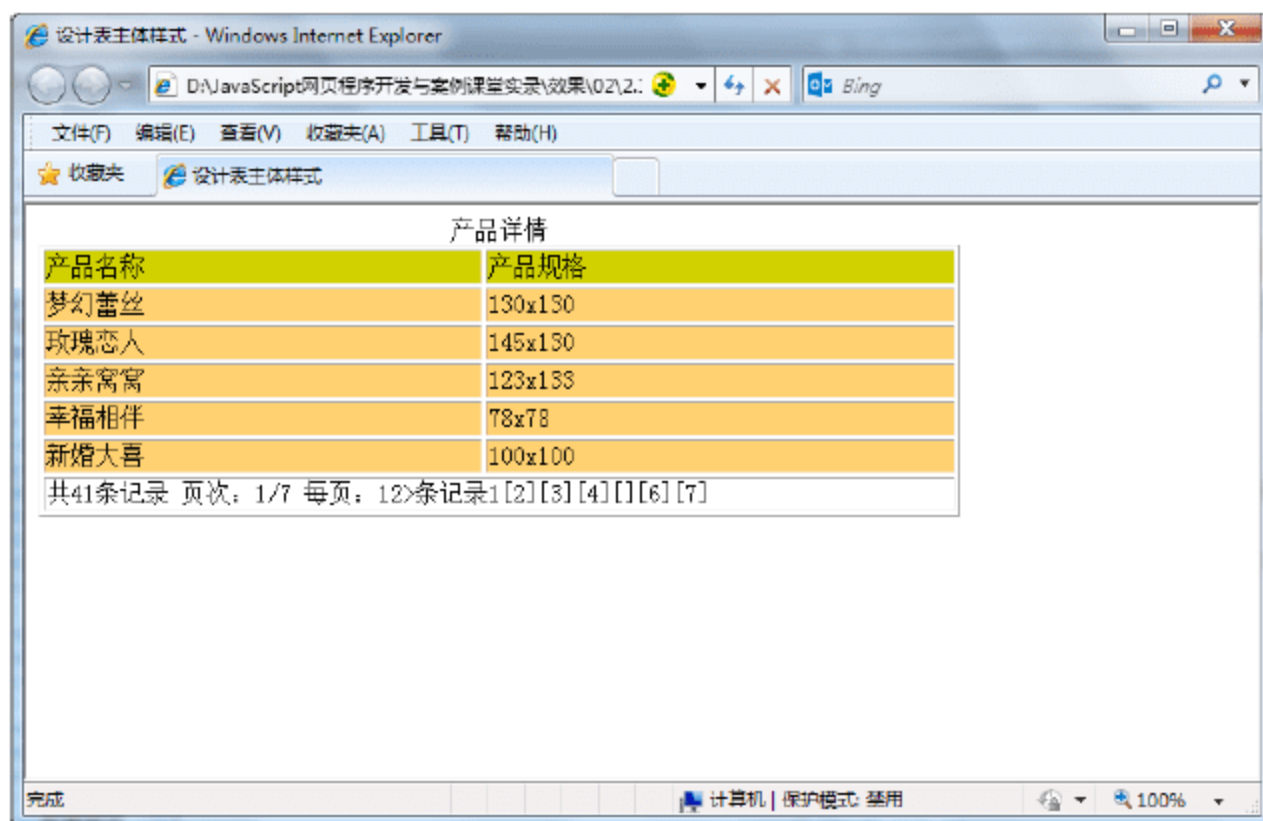 设计表主体样式 - Windows Internet Explorer
D:\JavaScript网页程序开发与案例课堂实录\效果\02\2.
Bing
文件(F) 编辑(E) 查看(V) 收藏夹(A) 工具(T) 帮助(H)
收藏夹 设计表主体样式
产品详情
产品名称 产品规格
梦幻蕾丝 130x130
玫瑰恋人 145x130
亲亲窝窝 123x133
幸福相伴 78x78
新婚大喜 100x100
共41条记录 页次：1/7 每页：12>条记录1[2][3][4][][6][7]
完成 计算机 | 保护模式: 禁用 100%